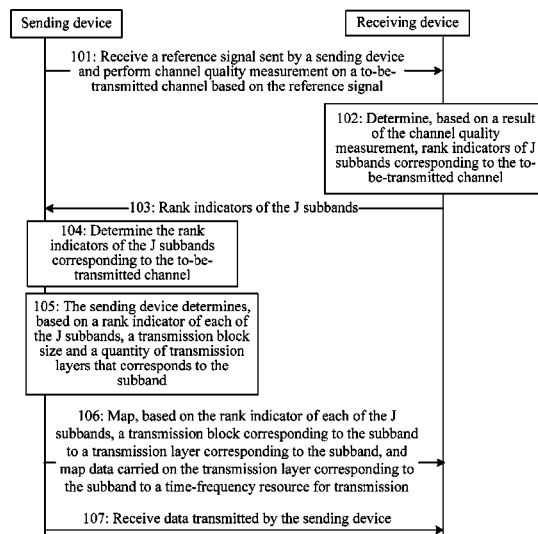 Sending device
Receiving device
101: Receive a reference signal sent by a sending device
and perform channel quality measurement on a to-be-
transmitted channel based on the reference signal
102: Determine, based on a result
of the channel quality
measurement, rank indicators of J
subbands corresponding to the to-
be-transmitted channel
103: Rank indicators of the J subbands
104: Determine the rank
indicators of the J subbands
corresponding to the to-be-
transmitted channel
105: The sending device determines,
based on a rank indicator of each of
the J subbands, a transmission block
size and a quantity of transmission
layers that corresponds to the
subband
106: Map, based on the rank indicator of each of the J
subbands, a transmission block corresponding to the subband
to a transmission layer corresponding to the subband, and
map data carried on the transmission layer corresponding to
the subband to a time-frequency resource for transmission
107: Receive data transmitted by the sending device